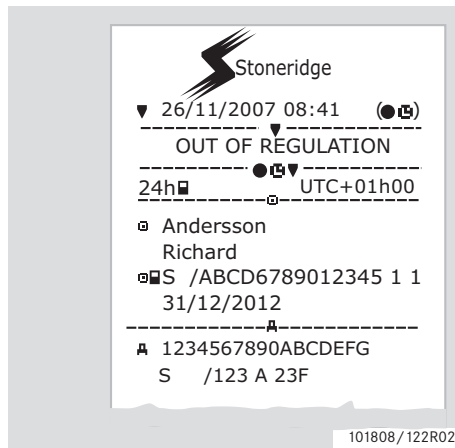 Stoneridge
▼ 26/11/2007 08:41 (●◷)
OUT OF REGULATION
24h UTC+01h00
Andersson
Richard
S /ABCD6789012345 1 1
31/12/2012
1234567890ABCDEFG
S /123 A 23F
101808/122R02